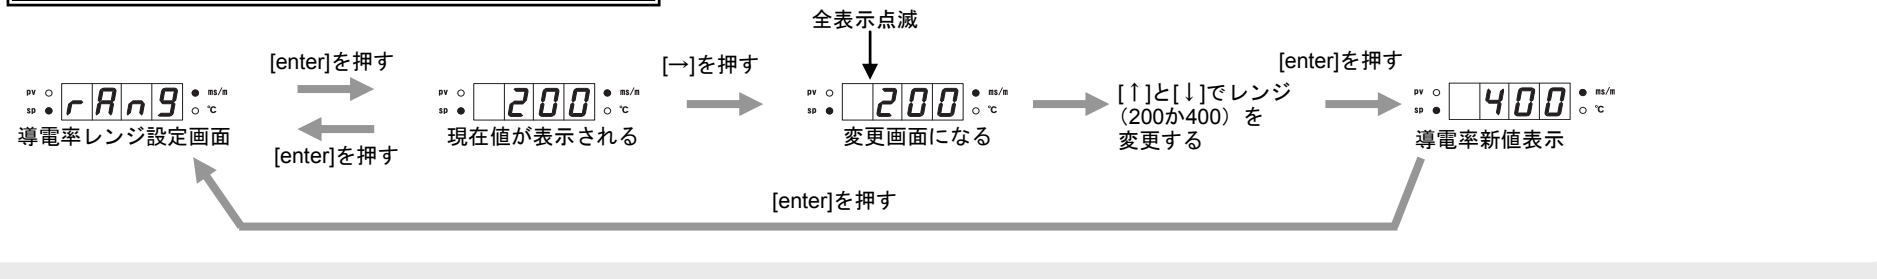 全表示点滅
[enter]を押す
[→]を押す
[enter]を押す
pv ms/m
sp ℃
rAng
導電率レンジ設定画面
[enter]を押す
pv ms/m
sp ℃
200
現在値が表示される
pv ms/m
sp ℃
200
変更画面になる
[↑]と[↓]でレンジ
（200か400）を
変更する
pv ms/m
sp ℃
400
導電率新値表示
[enter]を押す